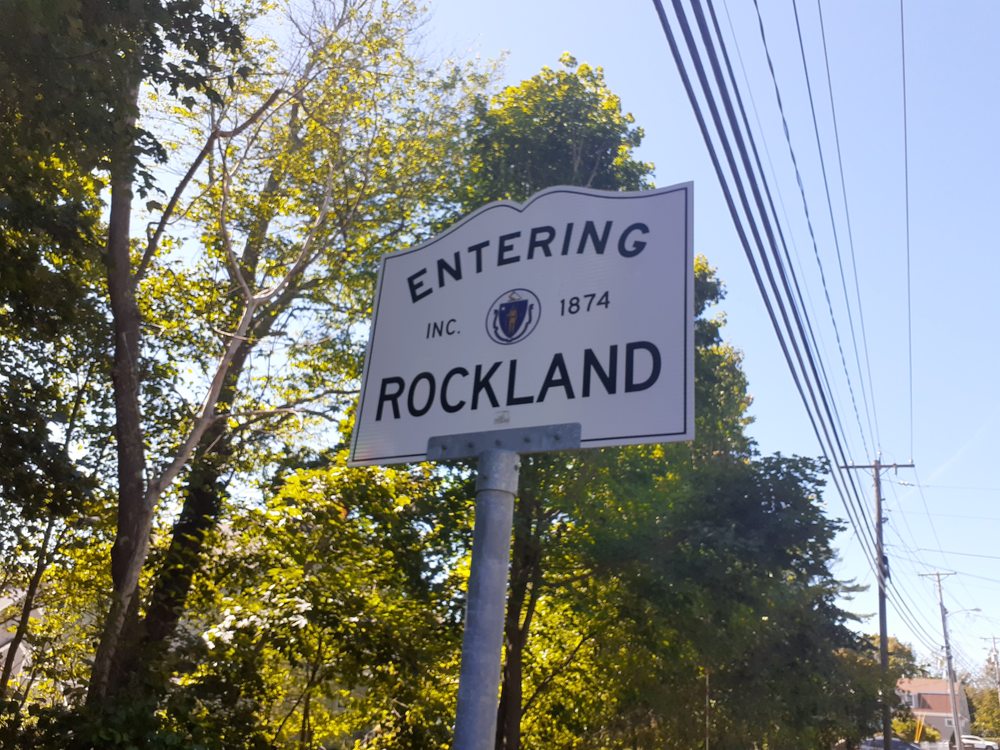 ENTERING
INC. 1874
ROCKLAND